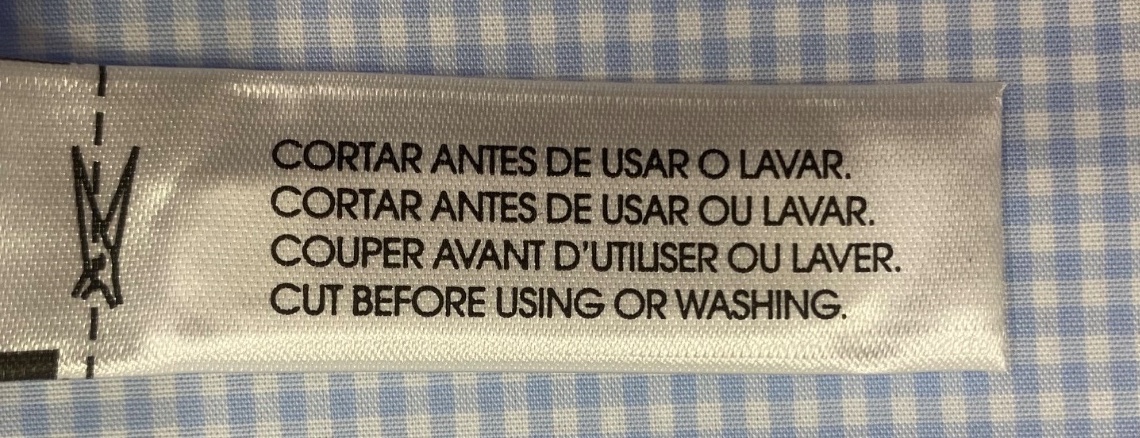 CORTAR ANTES DE USAR O LAVAR.
CORTAR ANTES DE USAR OU LAVAR.
COUPER AVANT D'UTILISER OU LAVER.
CUT BEFORE USING OR WASHING.